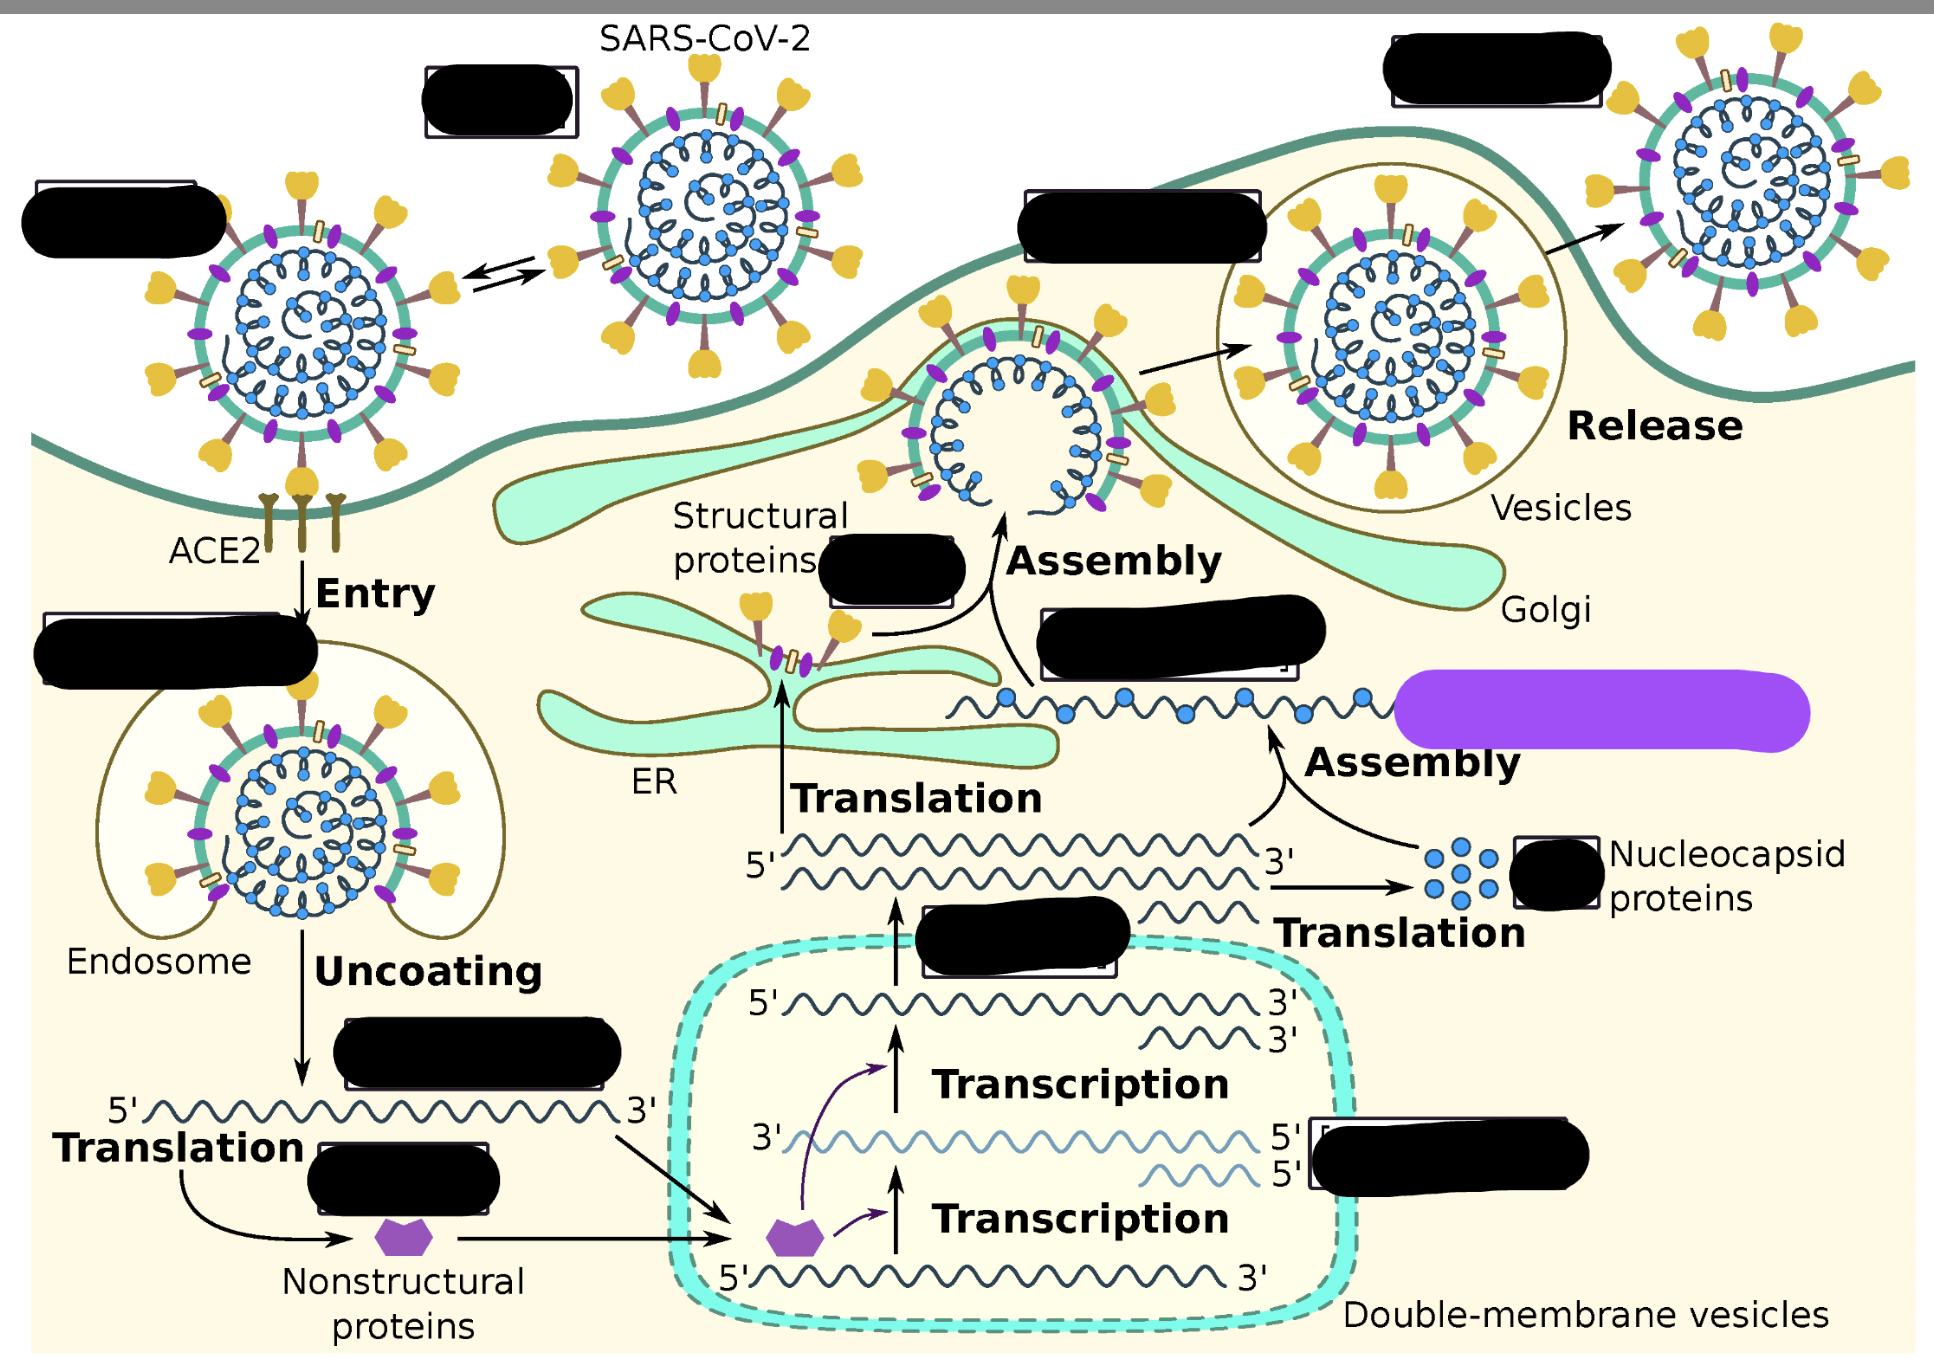 SARS-CoV-2
ACE2
Entry
Release
Vesicles
Structural
proteins
Assembly
Golgi
ER
Translation
Assembly
5'
3'
Nucleocapsid
proteins
Translation
Endosome
Uncoating
5'
3'
3'
Transcription
5'
3'
Translation
3'
5'
5'
Transcription
5'
3'
Nonstructural
proteins
Double-membrane vesicles